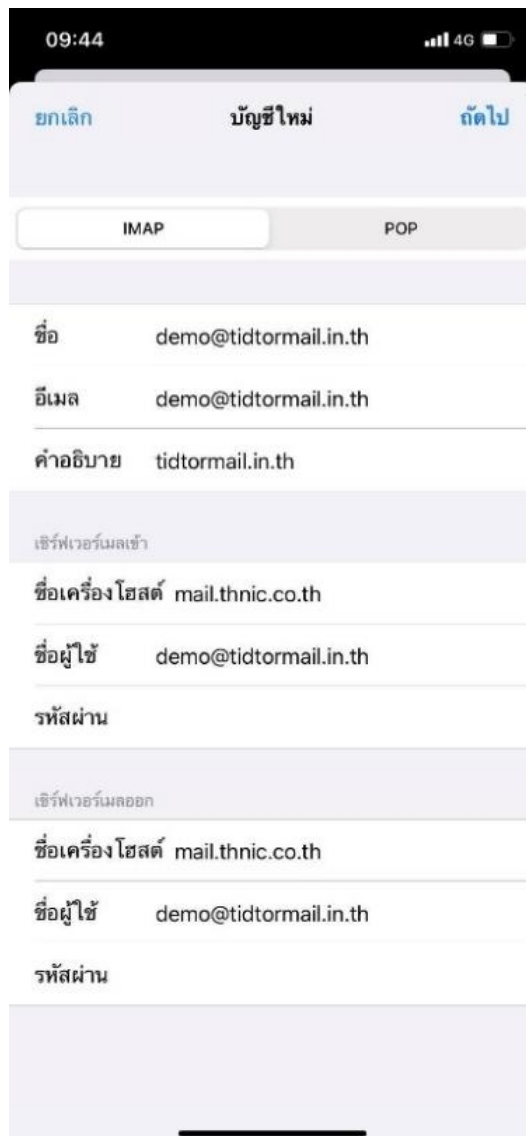 09:44 4G
ยกเลิก บัญชีใหม่ ถัดไป
IMAP POP
ชื่อ demo@tidtormail.in.th
อีเมล demo@tidtormail.in.th
คำอธิบาย tidtormail.in.th
เซิร์ฟเวอร์เมลเข้า
ชื่อเครื่องโฮสต์ mail.thnic.co.th
ชื่อผู้ใช้ demo@tidtormail.in.th
รหัสผ่าน
เซิร์ฟเวอร์เมลออก
ชื่อเครื่องโฮสต์ mail.thnic.co.th
ชื่อผู้ใช้ demo@tidtormail.in.th
รหัสผ่าน